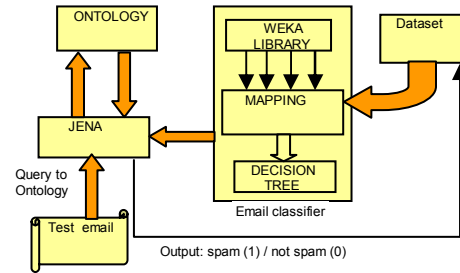 ONTOLOGY
WEKA
LIBRARY
Dataset
MAPPING
JENA
Query to
Ontology
DECISION
TREE
Email classifier
Test email
Output: spam (1) / not spam (0)